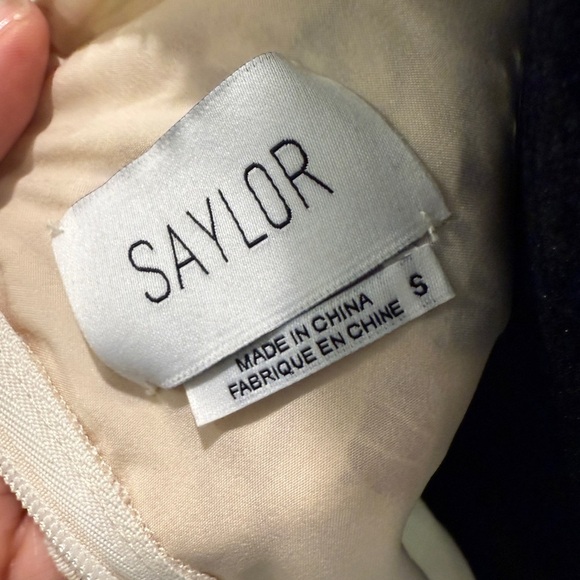 SAYLOR
S
MADE IN CHINA
FABRIQUE EN CHINE